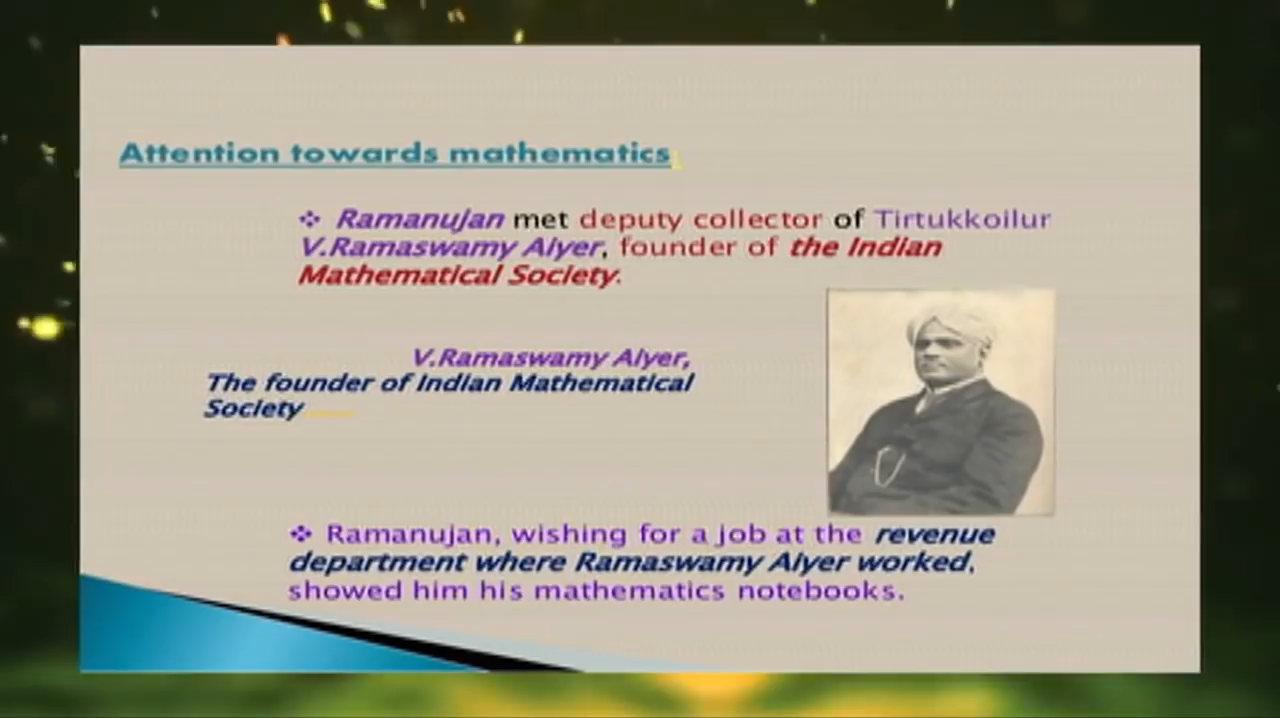 Attention towards mathematics:
❖ Ramanujan met deputy collector of Tirtukkoilur
V.Ramaswamy Aiyer, founder of the Indian
Mathematical Society.
V.Ramaswamy Aiyer,
The founder of Indian Mathematical
Society
❖ Ramanujan, wishing for a job at the revenue
department where Ramaswamy Aiyer worked,
showed him his mathematics notebooks.